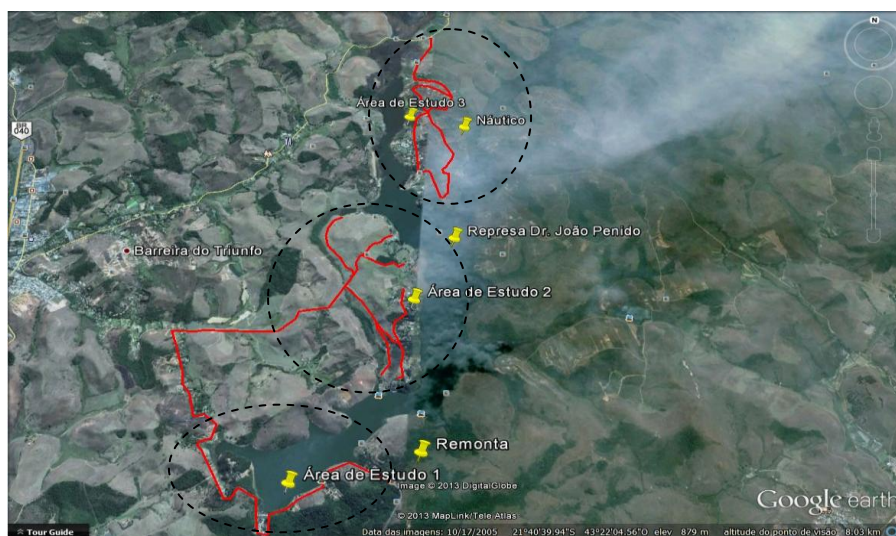 N
Área de Estudo 3
Náutico
BR
040
Represa Dr. João Penido
Barreira do Triunfo
Área de Estudo 2
Remonta
Área de Estudo 1
Image © 2013 DigitalGlobe
© 2013 MapLink/Tele Atlas
Google earth
Tour Guide
Data das imagens: 10/17/2005 21°40'39.94"S 43°22'04.56"O elev 879 m altitude do ponto de visão 8.03 km